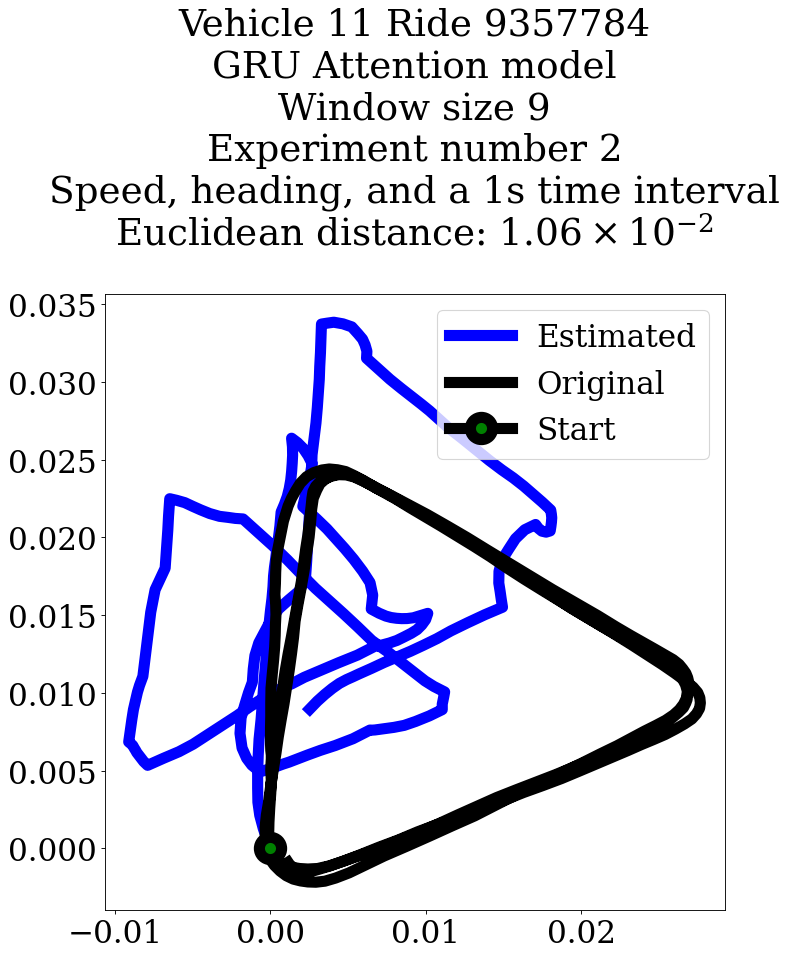 Vehicle 11 Ride 9357784
GRU Attention model
Window size 9
Experiment number 2
Speed, heading, and a 1s time interval
Euclidean distance: 1.06 × 10⁻²
0.035
0.030
0.025
0.020
0.015
0.010
0.005
0.000
−0.01
0.00
0.01
0.02
Estimated
Original
Start